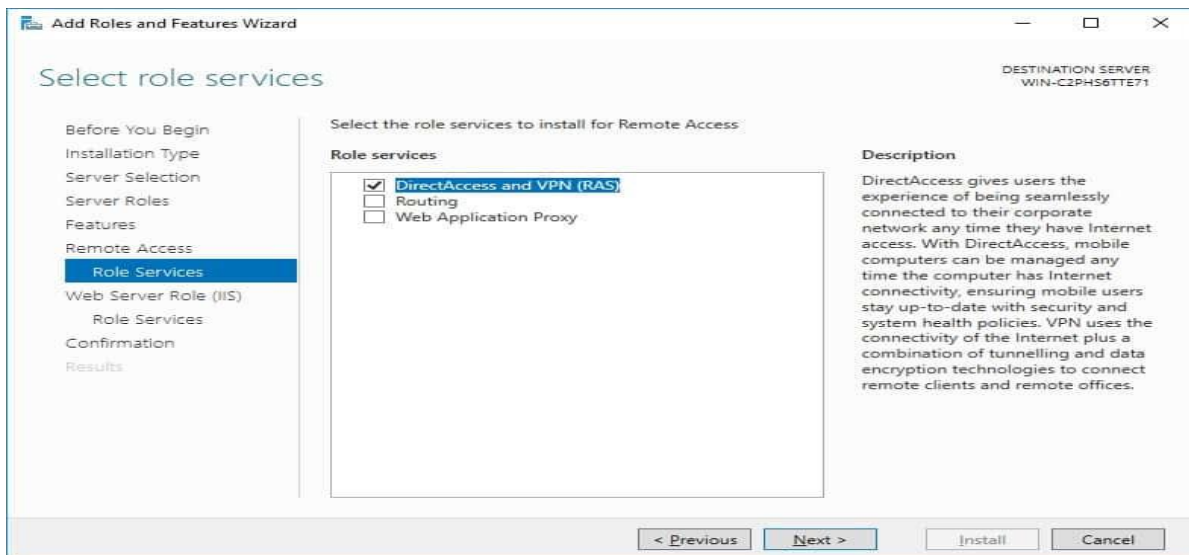 Add Roles and Features Wizard
Select role services
DESTINATION SERVER
WIN-C2PHS6TTE71
Before You Begin
Installation Type
Server Selection
Server Roles
Features
Remote Access
Role Services
Web Server Role (IIS)
Role Services
Confirmation
Results
Select the role services to install for Remote Access
Role services
DirectAccess and VPN (RAS)
Routing
Web Application Proxy
Description
DirectAccess gives users the
experience of being seamlessly
connected to their corporate
network any time they have Internet
access. With DirectAccess, mobile
computers can be managed any
time the computer has Internet
connectivity, ensuring mobile users
stay up-to-date with security and
system health policies. VPN uses the
connectivity of the Internet plus a
combination of tunnelling and data
encryption technologies to connect
remote clients and remote offices.
< Previous
Next >
Install
Cancel